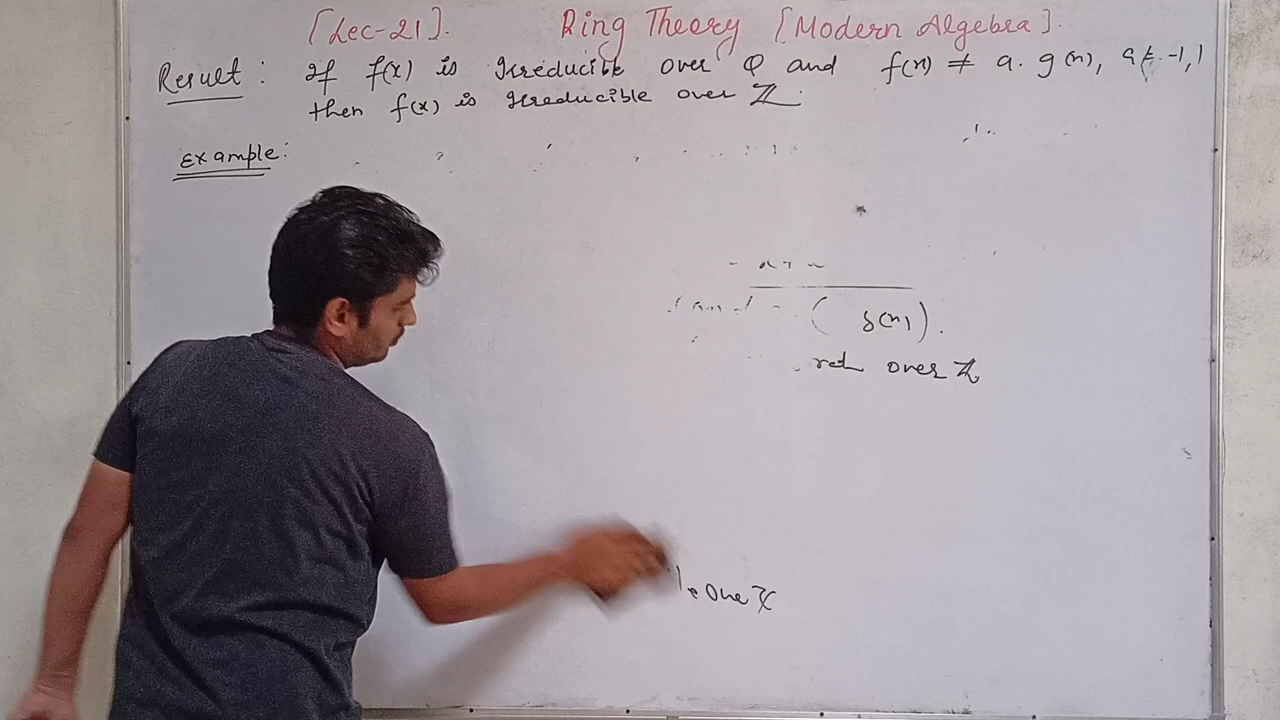 [Lec-21]. Ring Theory [Modern Algebra].
Result: If f(x) is Irreducible over Q and f(x) ≠ a. g(x), a ≠ -1, 1
then f(x) is Irreducible over Z.
Example:
( g(x) ).
over Z
over Z